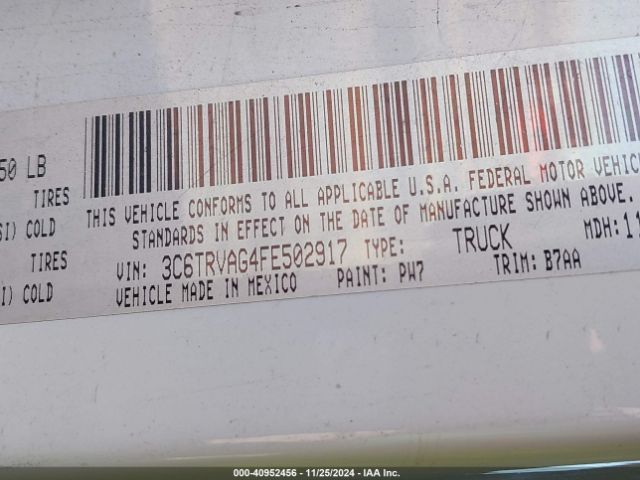 50 LB
TIRES
SI) COLD
TIRES
I) COLD
THIS VEHICLE CONFORMS TO ALL APPLICABLE U.S.A. FEDERAL MOTOR VEHIC
STANDARDS IN EFFECT ON THE DATE OF MANUFACTURE SHOWN ABOVE.
VIN: 3C6TRVAG4FE502917 TYPE: TRUCK MDH:11
VEHICLE MADE IN MEXICO PAINT: PW7 TRIM: B7AA
000-40952456 - 11/25/2024 - IAA Inc.